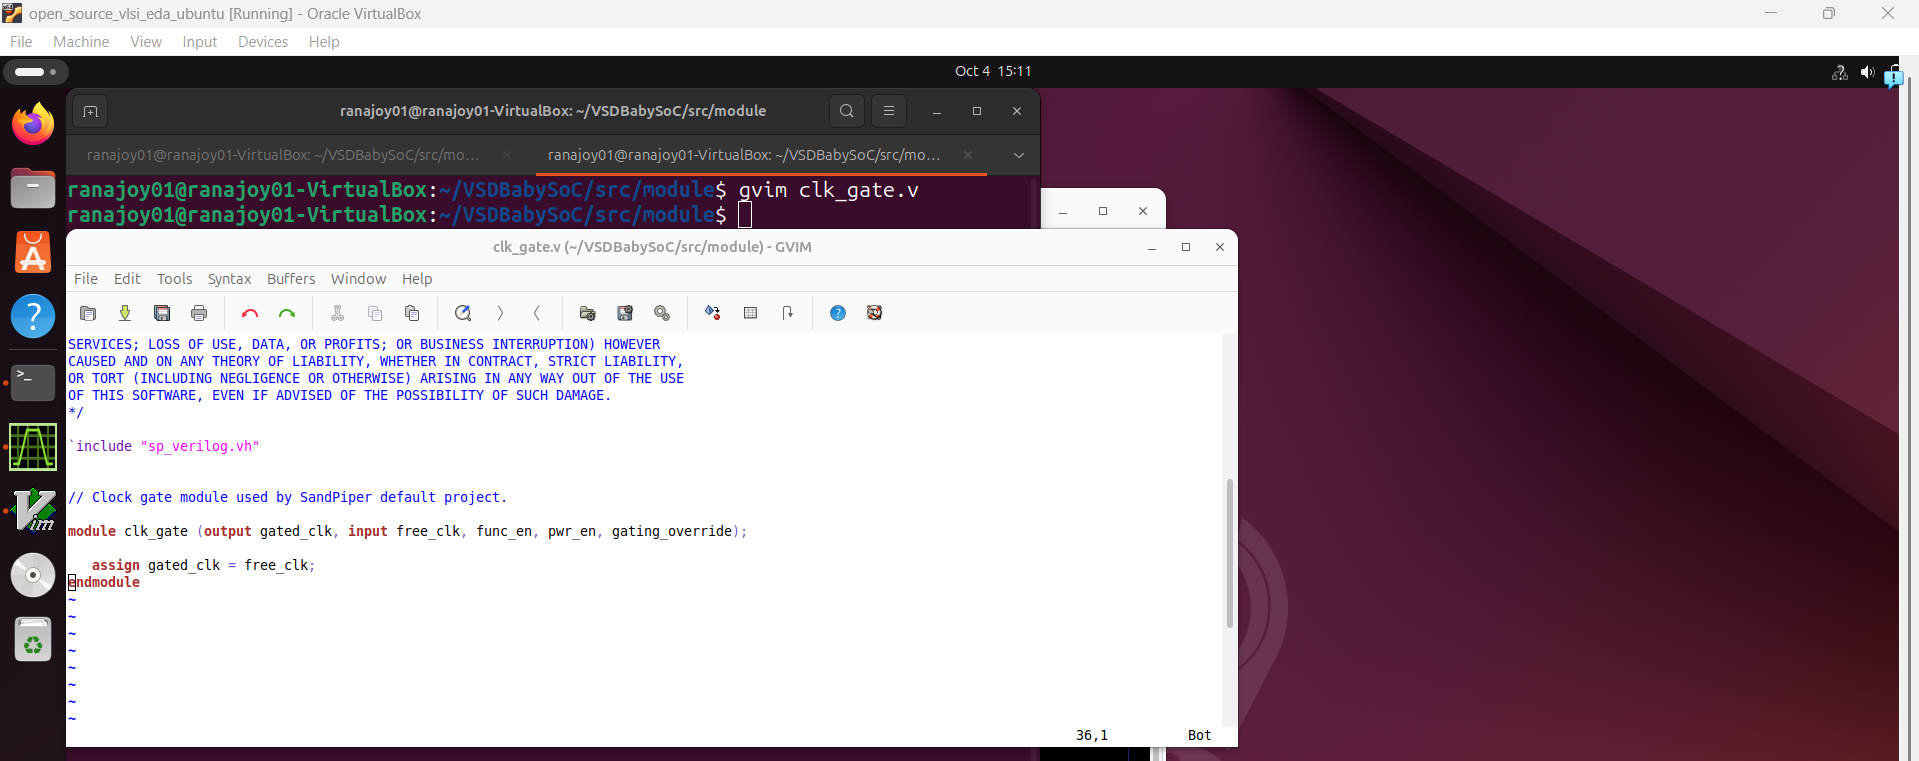 open_source_vlsi_eda_ubuntu [Running] - Oracle VirtualBox
File Machine View Input Devices Help
Oct 4 15:11
ranajoy01@ranajoy01-VirtualBox: ~/VSDBabySoC/src/module
ranajoy01@ranajoy01-VirtualBox: ~/VSDBabySoC/src/mo...
ranajoy01@ranajoy01-VirtualBox: ~/VSDBabySoC/src/mo...
ranajoy01@ranajoy01-VirtualBox:~/VSDBabySoC/src/module$ gvim clk_gate.v
ranajoy01@ranajoy01-VirtualBox:~/VSDBabySoC/src/module$
clk_gate.v (~/VSDBabySoC/src/module) - GVIM
File Edit Tools Syntax Buffers Window Help
SERVICES; LOSS OF USE, DATA, OR PROFITS; OR BUSINESS INTERRUPTION) HOWEVER
CAUSED AND ON ANY THEORY OF LIABILITY, WHETHER IN CONTRACT, STRICT LIABILITY,
OR TORT (INCLUDING NEGLIGENCE OR OTHERWISE) ARISING IN ANY WAY OUT OF THE USE
OF THIS SOFTWARE, EVEN IF ADVISED OF THE POSSIBILITY OF SUCH DAMAGE.
*/
`include "sp_verilog.vh"
// Clock gate module used by SandPiper default project.
module clk_gate (output gated_clk, input free_clk, func_en, pwr_en, gating_override);
assign gated_clk = free_clk;
endmodule
~
~
~
~
~
~
~
~
36,1 Bot
Vim